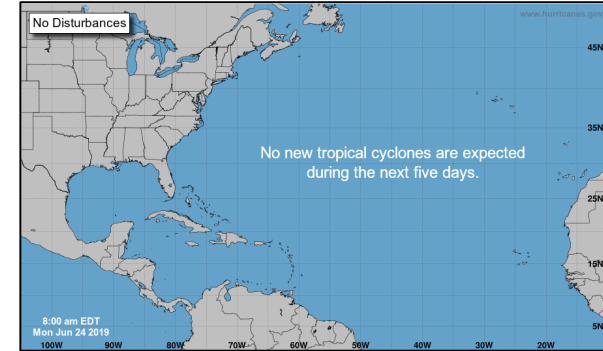 No Disturbances
www.hurricanes.gov
45N
35N
No new tropical cyclones are expected
during the next five days.
25N
15N
8:00 am EDT
Mon Jun 24 2019
5N
100W 90W 80W 70W 60W 50W 40W 30W 20W 10W